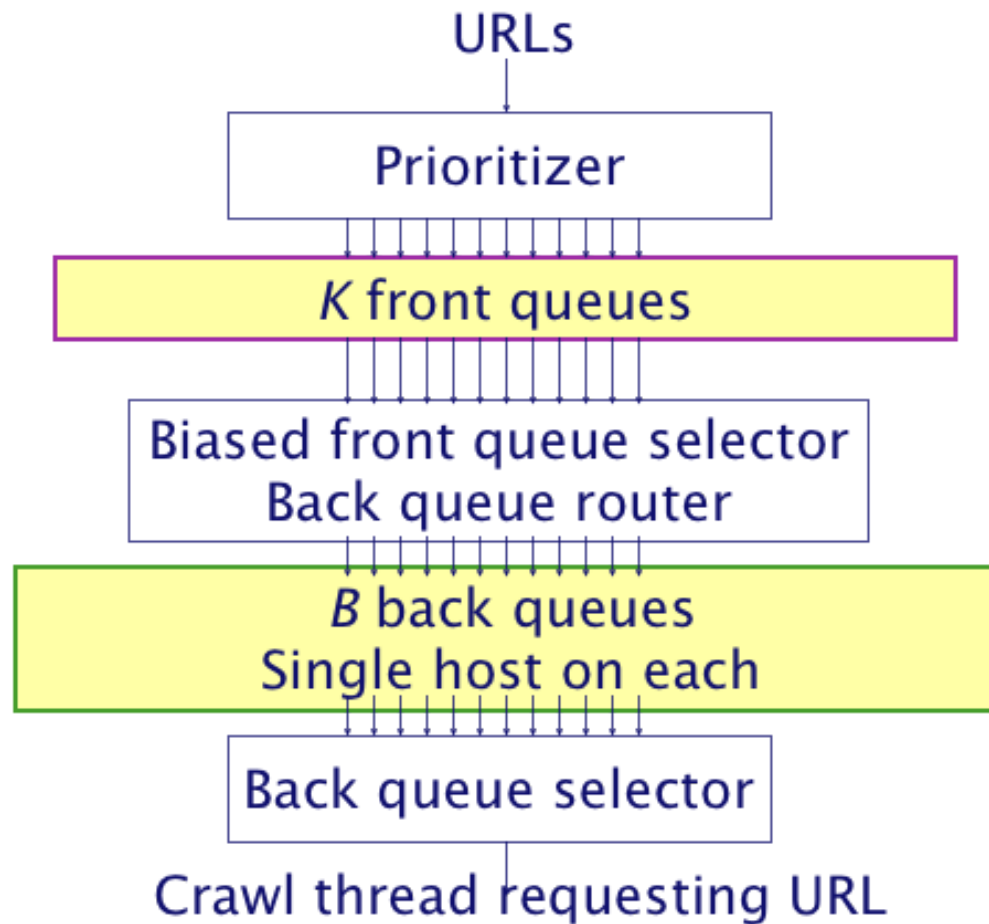 URLs
Prioritizer
K front queues
Biased front queue selector
Back queue router
B back queues
Single host on each
Back queue selector
Crawl thread requesting URL